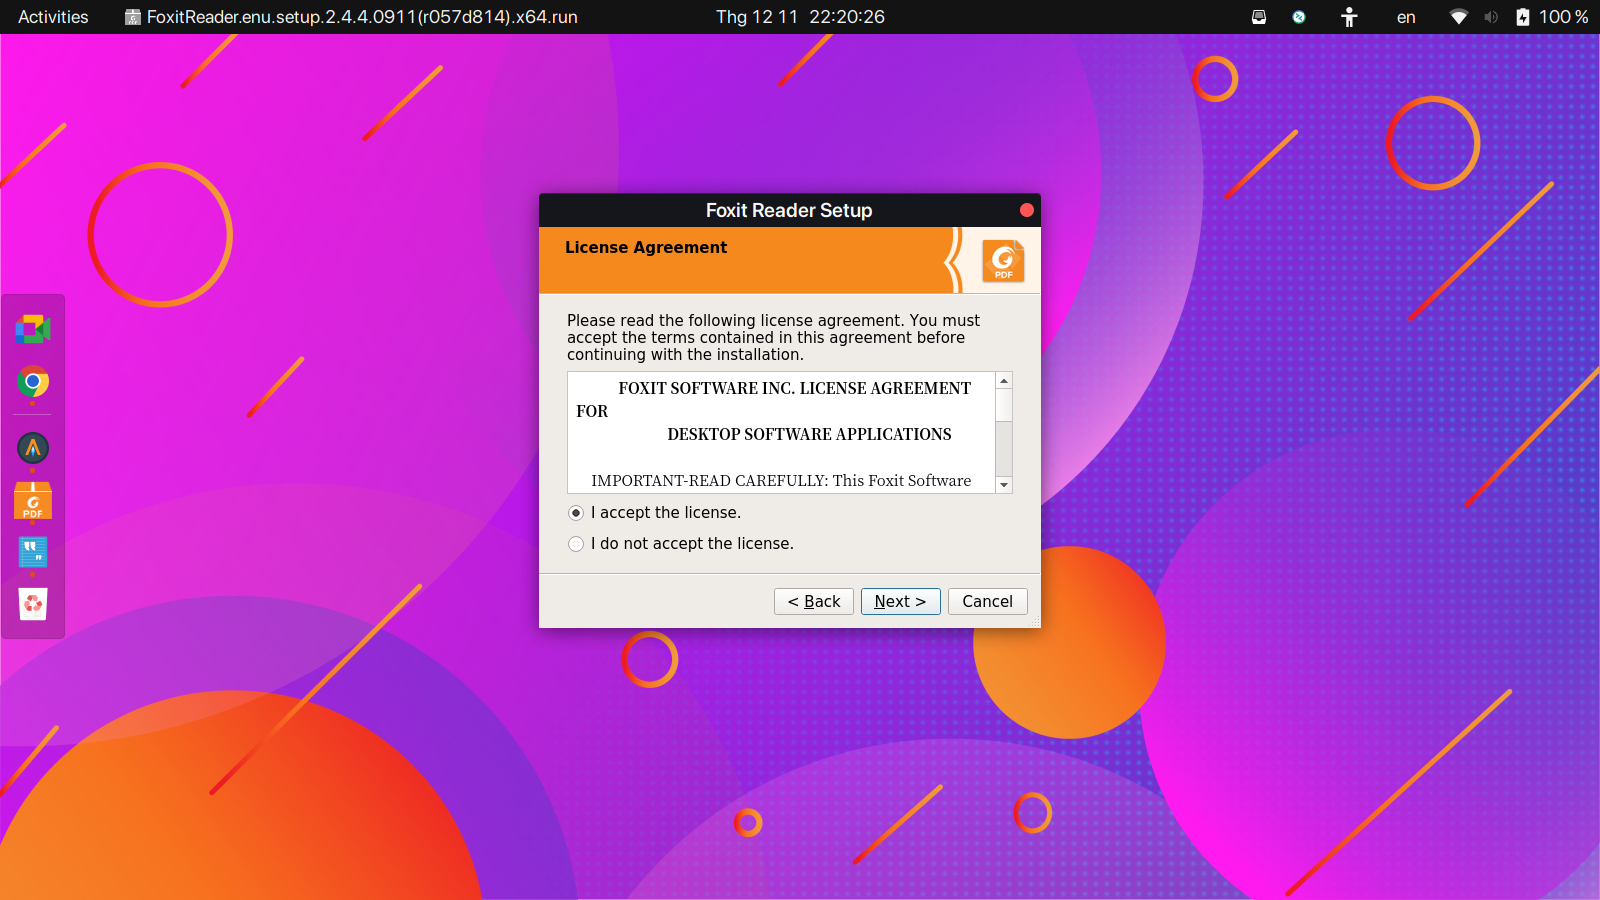 Activities
FoxitReader.enu.setup.2.4.4.0911(r057d814).x64.run
Thg 12 11 22:20:26
en
100 %
Foxit Reader Setup
License Agreement
PDF
Please read the following license agreement. You must
accept the terms contained in this agreement before
continuing with the installation.
FOXIT SOFTWARE INC. LICENSE AGREEMENT
FOR
DESKTOP SOFTWARE APPLICATIONS
IMPORTANT-READ CAREFULLY: This Foxit Software
I accept the license.
I do not accept the license.
< Back
Next >
Cancel
PDF